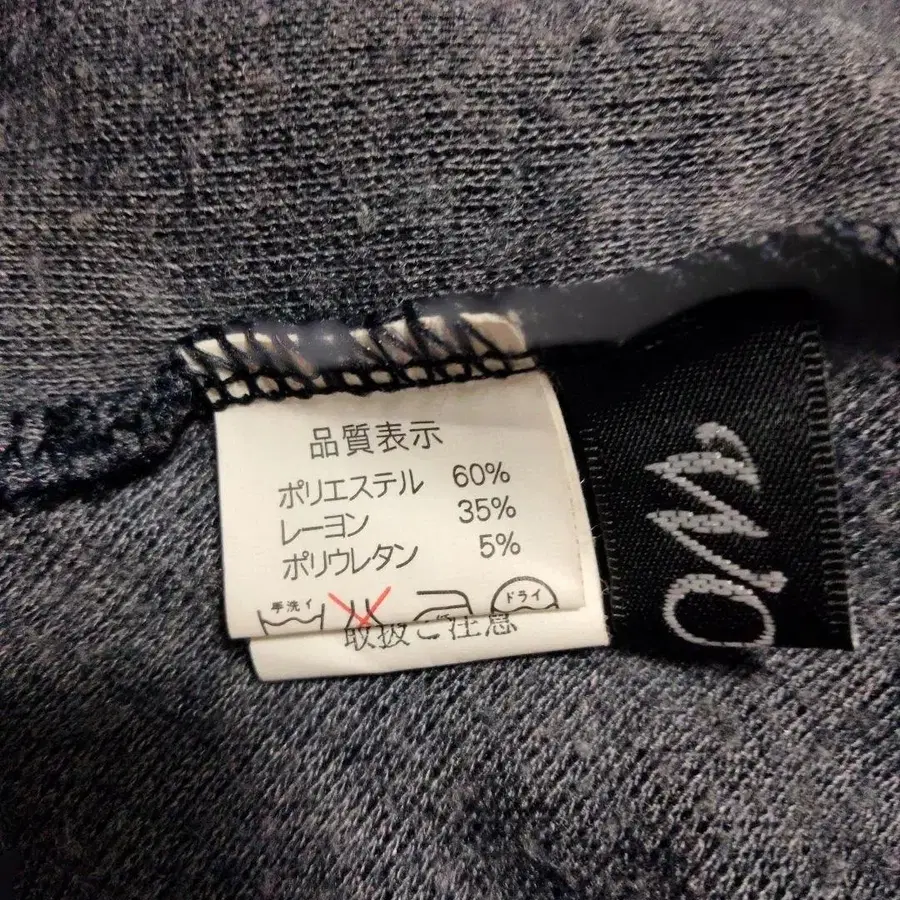 品質表示
ポリエステル 60%
レーヨン 35%
ポリウレタン 5%
手洗イ
ドライ
取扱ご注意